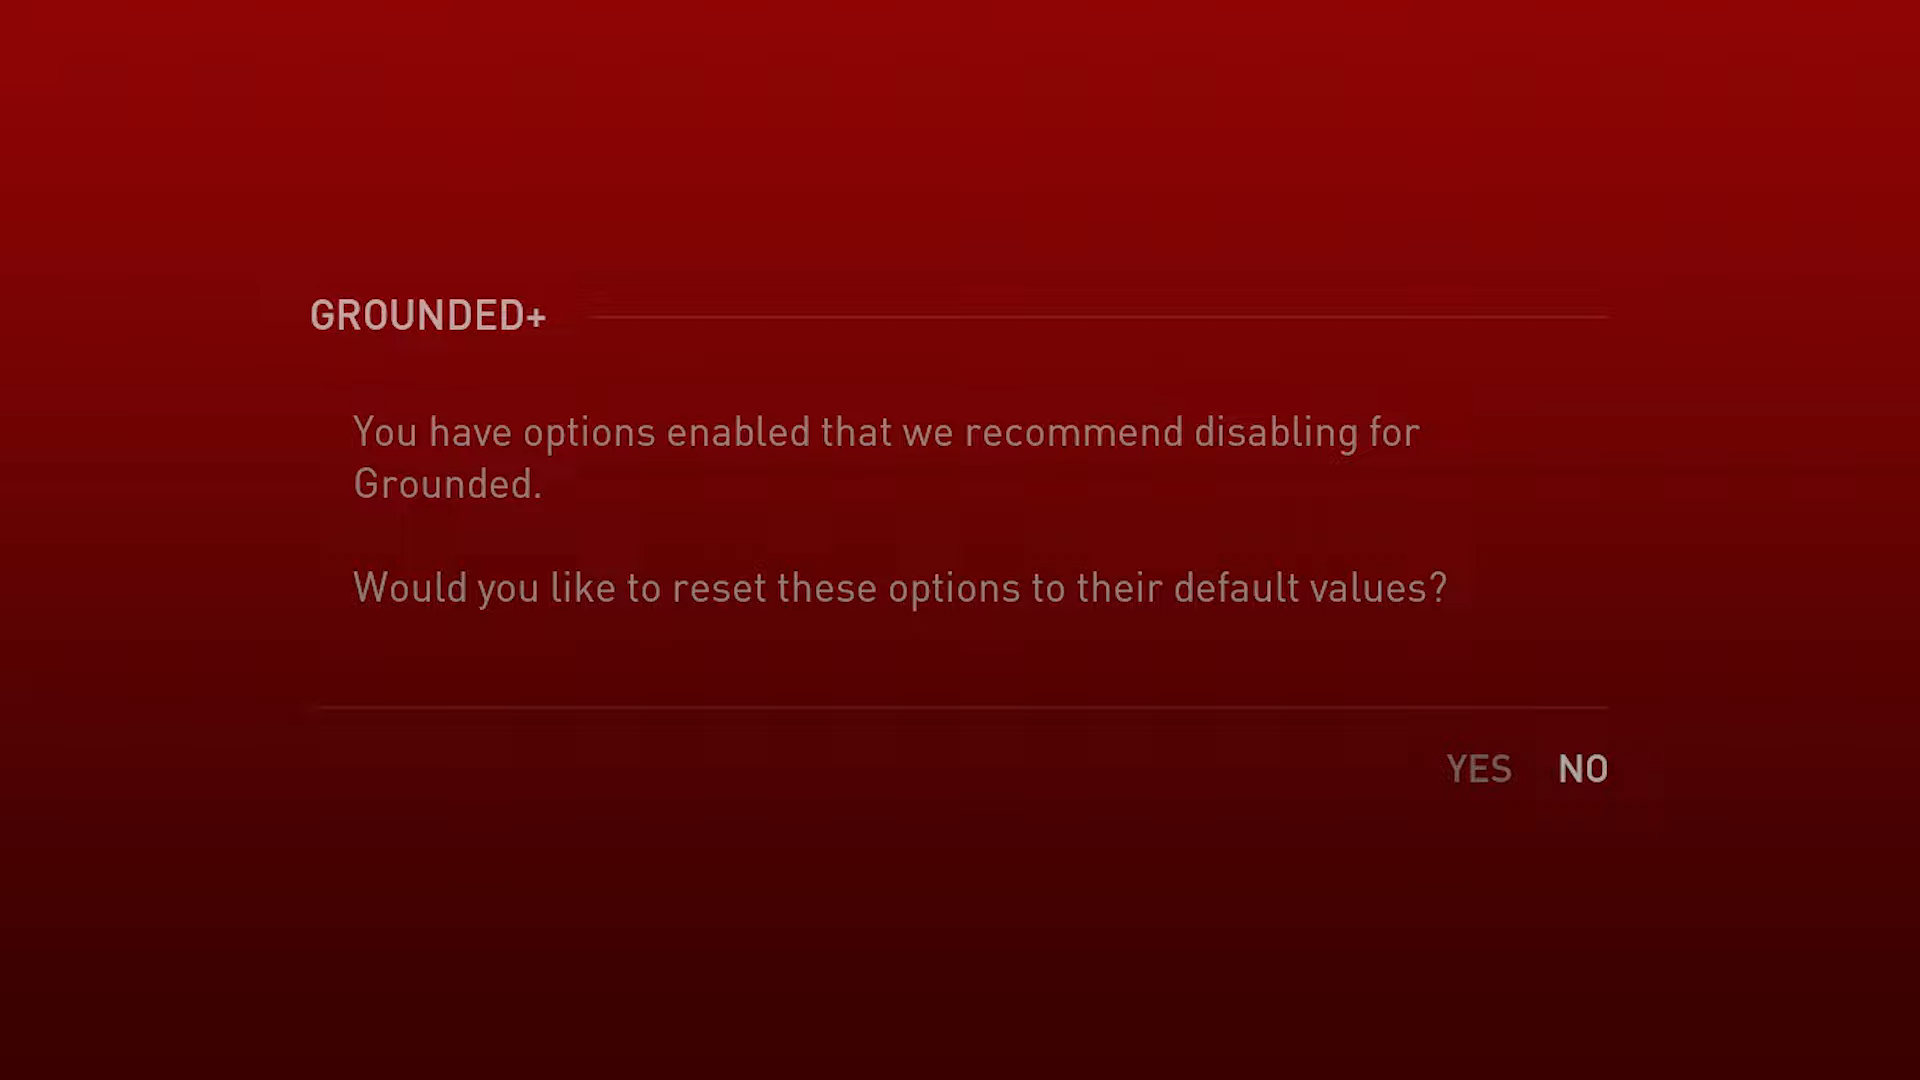 GROUNDED+
You have options enabled that we recommend disabling for
Grounded.
Would you like to reset these options to their default values?
YES NO